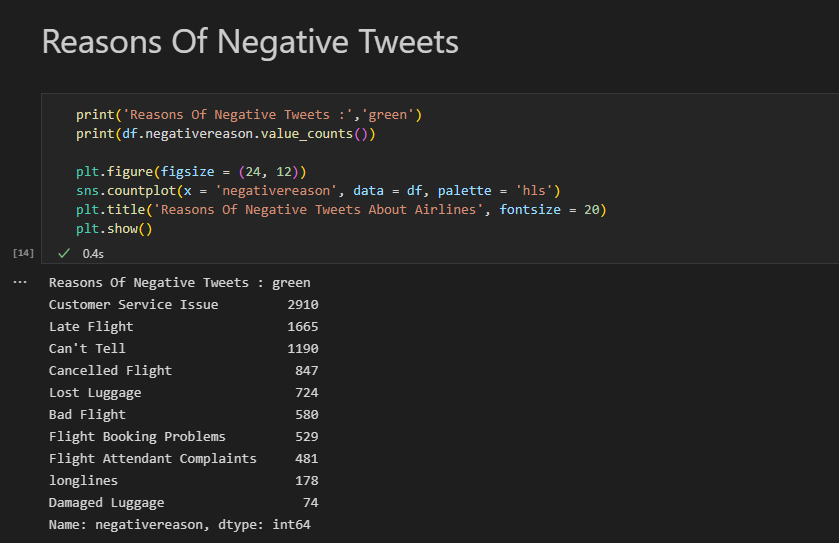 Reasons Of Negative Tweets
print('Reasons Of Negative Tweets :','green')
print(df.negativereason.value_counts())
plt.figure(figsize = (24, 12))
sns.countplot(x = 'negativereason', data = df, palette = 'hls')
plt.title('Reasons Of Negative Tweets About Airlines', fontsize = 20)
plt.show()
[14] ✓ 0.4s
... Reasons Of Negative Tweets : green
Customer Service Issue 2910
Late Flight 1665
Can't Tell 1190
Cancelled Flight 847
Lost Luggage 724
Bad Flight 580
Flight Booking Problems 529
Flight Attendant Complaints 481
longlines 178
Damaged Luggage 74
Name: negativereason, dtype: int64